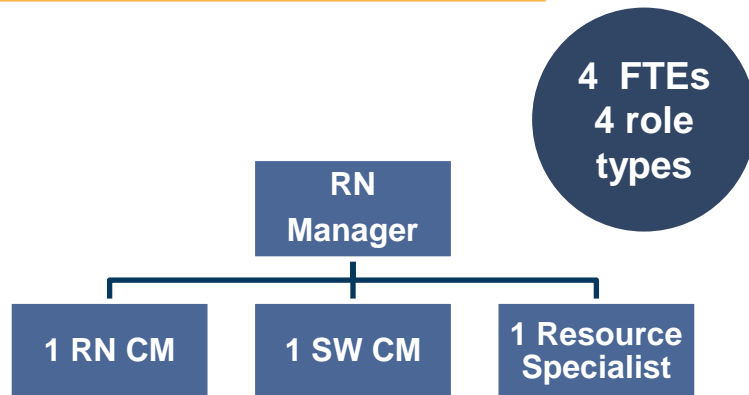 4 FTEs
4 role
types
RN
Manager
1 RN CM
1 SW CM
1 Resource
Specialist